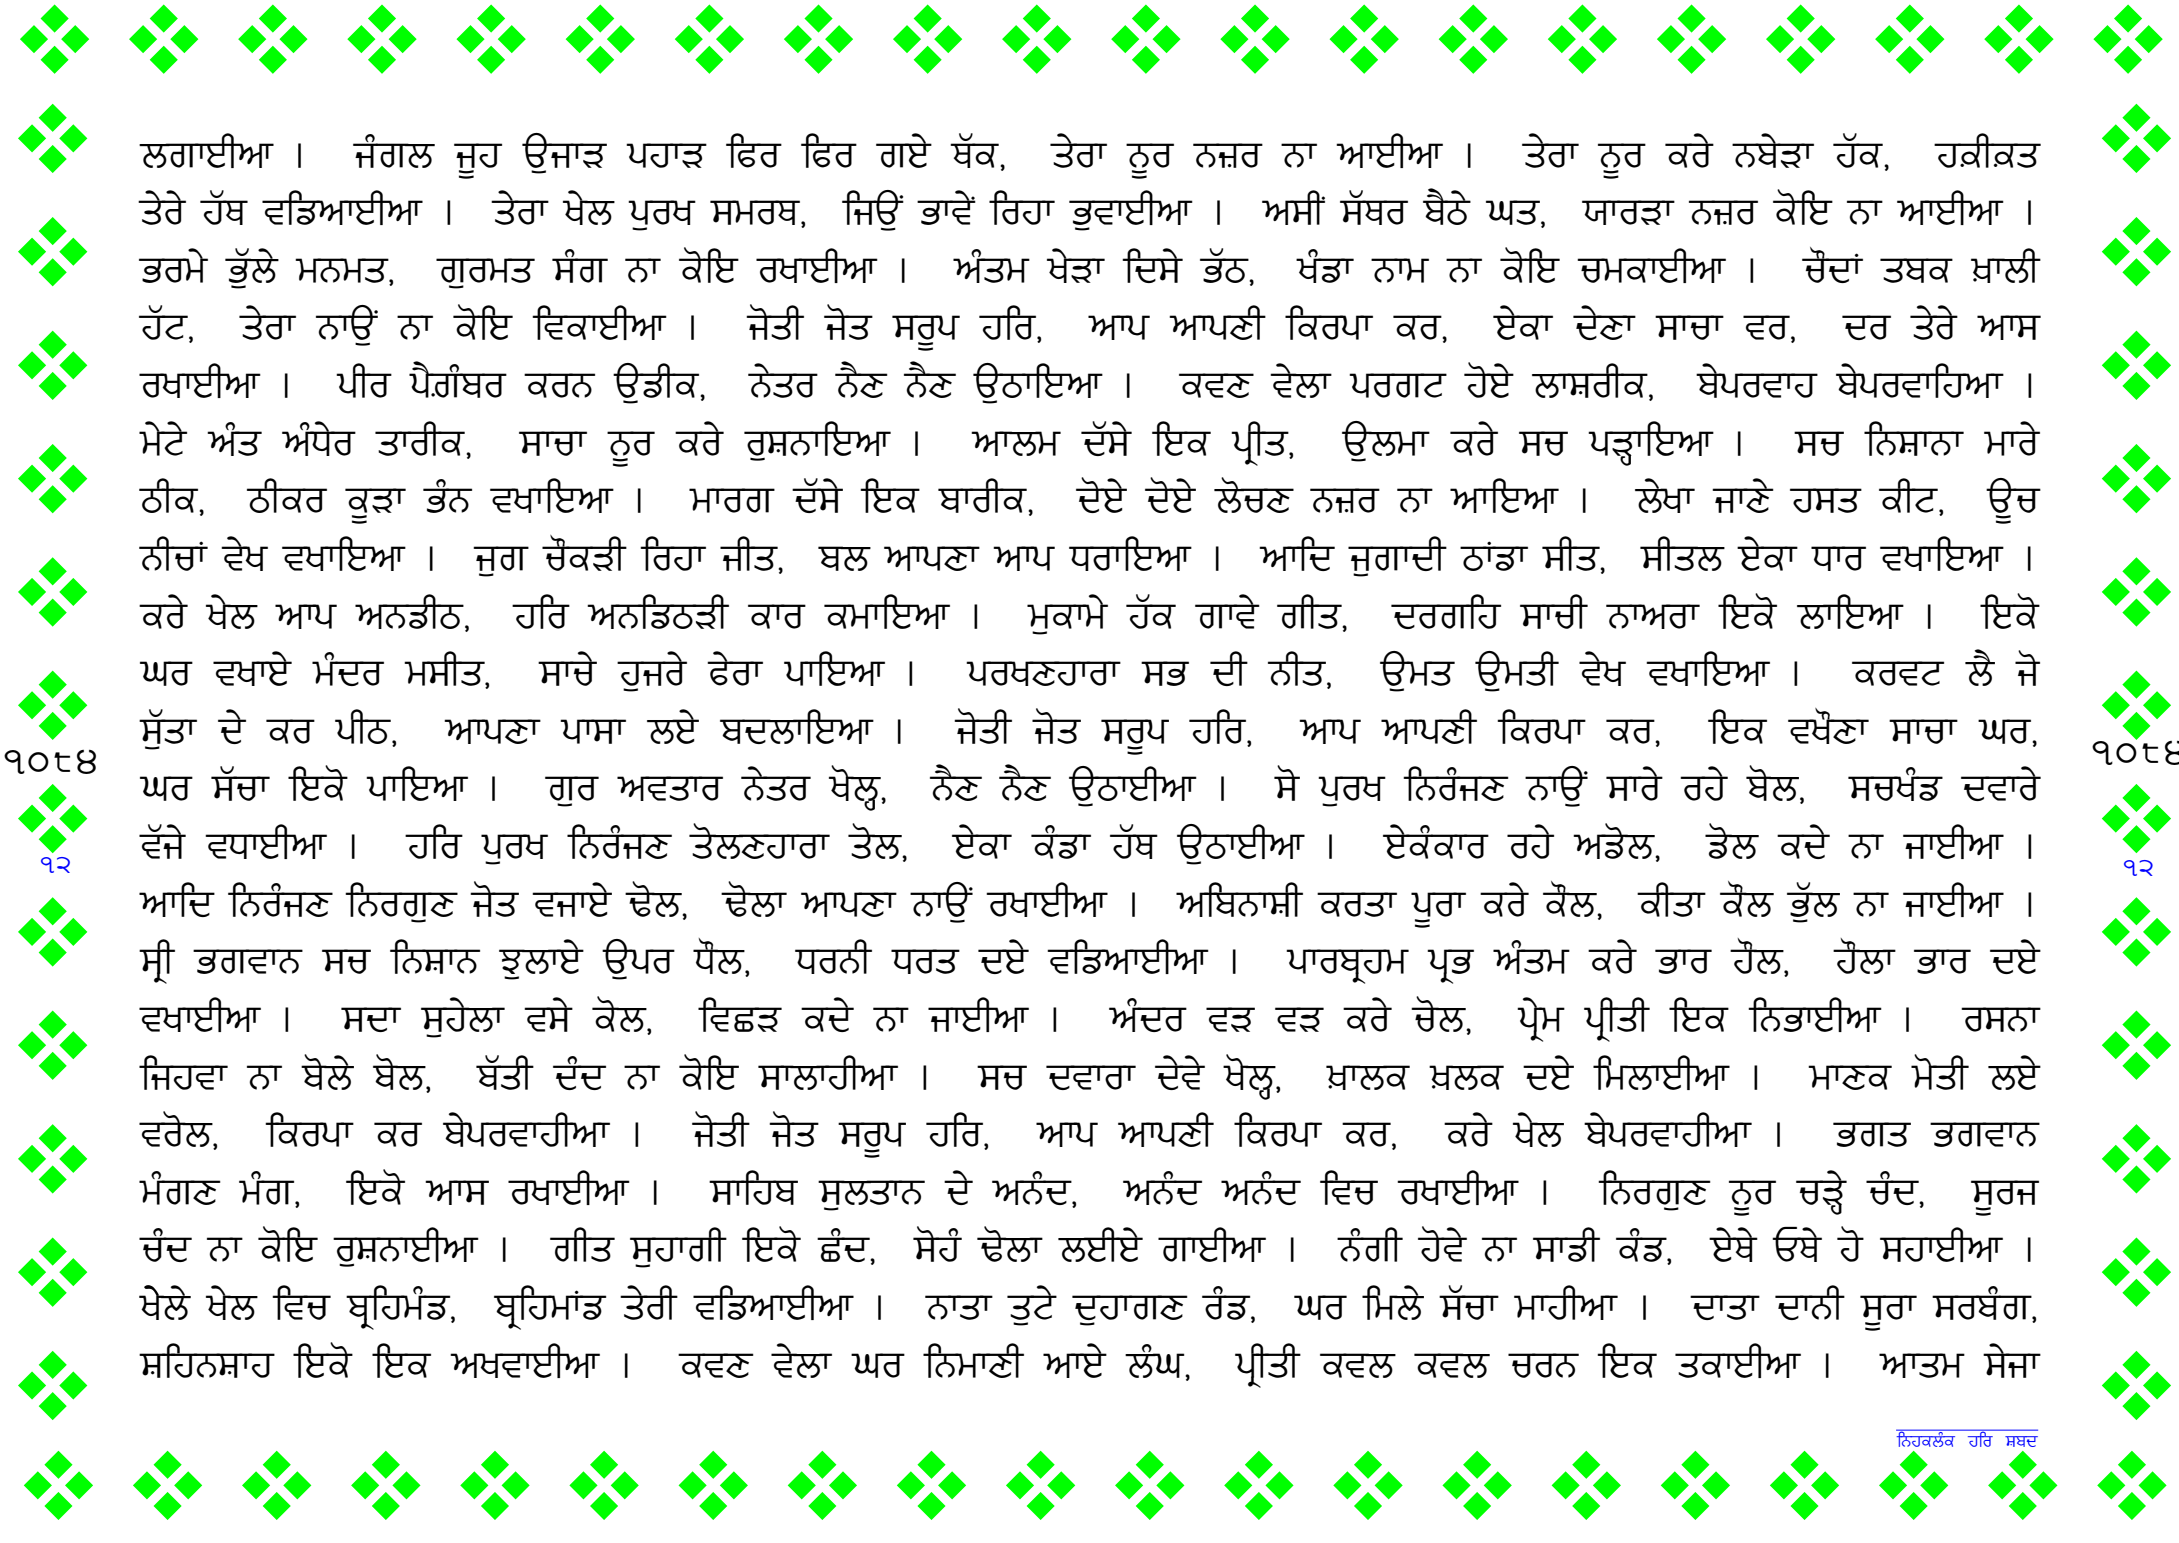 ਲਗਾਈਆ । ਜੰਗਲ ਜੂਹ ਉਜਾੜ ਪਹਾੜ ਫਿਰ ਫਿਰ ਗਏ ਥੱਕ, ਤੇਰਾ ਨੂਰ ਨਜ਼ਰ ਨਾ ਆਈਆ । ਤੇਰਾ ਨੂਰ ਕਰੇ ਨਬੇੜਾ ਹੱਕ, ਹਕ਼ੀਕ਼ਤ
ਤੇਰੇ ਹੱਥ ਵਡਿਆਈਆ । ਤੇਰਾ ਖੇਲ ਪੁਰਖ ਸਮਰਥ, ਜਿਉਂ ਭਾਵੇਂ ਰਿਹਾ ਭੁਵਾਈਆ । ਅਸੀਂ ਸੱਥਰ ਬੈਠੇ ਘਤ, ਯਾਰੜਾ ਨਜ਼ਰ ਕੋਇ ਨਾ ਆਈਆ ।
ਭਰਮੇ ਭੁੱਲੇ ਮਨਮਤ, ਗੁਰਮਤ ਸੰਗ ਨਾ ਕੋਇ ਰਖਾਈਆ । ਅੰਤਮ ਖੇੜਾ ਦਿਸੇ ਭੱਠ, ਖੰਡਾ ਨਾਮ ਨਾ ਕੋਇ ਚਮਕਾਈਆ । ਚੌਦਾਂ ਤਬਕ ਖ਼ਾਲੀ
ਹੱਟ, ਤੇਰਾ ਨਾਉਂ ਨਾ ਕੋਇ ਵਿਕਾਈਆ । ਜੋਤੀ ਜੋਤ ਸਰੂਪ ਹਰਿ, ਆਪ ਆਪਣੀ ਕਿਰਪਾ ਕਰ, ਏਕਾ ਦੇਣਾ ਸਾਚਾ ਵਰ, ਦਰ ਤੇਰੇ ਆਸ
ਰਖਾਈਆ । ਪੀਰ ਪੈਗ਼ੰਬਰ ਕਰਨ ਉਡੀਕ, ਨੇਤਰ ਨੈਣ ਨੈਣ ਉਠਾਇਆ । ਕਵਣ ਵੇਲਾ ਪਰਗਟ ਹੋਏ ਲਾਸ਼ਰੀਕ, ਬੇਪਰਵਾਹ ਬੇਪਰਵਾਹਿਆ ।
ਮੇਟੇ ਅੰਤ ਅੰਧੇਰ ਤਾਰੀਕ, ਸਾਚਾ ਨੂਰ ਕਰੇ ਰੁਸ਼ਨਾਇਆ । ਆਲਮ ਦੱਸੇ ਇਕ ਪ੍ਰੀਤ, ਉਲਮਾ ਕਰੇ ਸਚ ਪੜ੍ਹਾਇਆ । ਸਚ ਨਿਸ਼ਾਨਾ ਮਾਰੇ
ਠੀਕ, ਠੀਕਰ ਕੂੜਾ ਭੰਨ ਵਖਾਇਆ । ਮਾਰਗ ਦੱਸੇ ਇਕ ਬਾਰੀਕ, ਦੋਏ ਦੋਏ ਲੋਚਣ ਨਜ਼ਰ ਨਾ ਆਇਆ । ਲੇਖਾ ਜਾਣੇ ਹਸਤ ਕੀਟ, ਊਚ
ਨੀਚਾਂ ਵੇਖ ਵਖਾਇਆ । ਜੁਗ ਚੌਕੜੀ ਰਿਹਾ ਜੀਤ, ਬਲ ਆਪਣਾ ਆਪ ਧਰਾਇਆ । ਆਦਿ ਜੁਗਾਦੀ ਠਾਂਡਾ ਸੀਤ, ਸੀਤਲ ਏਕਾ ਧਾਰ ਵਖਾਇਆ ।
ਕਰੇ ਖੇਲ ਆਪ ਅਨਡੀਠ, ਹਰਿ ਅਨਡਿਠੜੀ ਕਾਰ ਕਮਾਇਆ । ਮੁਕਾਮੇ ਹੱਕ ਗਾਵੇ ਗੀਤ, ਦਰਗਹਿ ਸਾਚੀ ਨਾਅਰਾ ਇਕੋ ਲਾਇਆ । ਇਕੋ
ਘਰ ਵਖਾਏ ਮੰਦਰ ਮਸੀਤ, ਸਾਚੇ ਹੁਜਰੇ ਫੇਰਾ ਪਾਇਆ । ਪਰਖਣਹਾਰਾ ਸਭ ਦੀ ਨੀਤ, ਉਮਤ ਉਮਤੀ ਵੇਖ ਵਖਾਇਆ । ਕਰਵਟ ਲੈ ਜੋ
ਸੁੱਤਾ ਦੇ ਕਰ ਪੀਠ, ਆਪਣਾ ਪਾਸਾ ਲਏ ਬਦਲਾਇਆ । ਜੋਤੀ ਜੋਤ ਸਰੂਪ ਹਰਿ, ਆਪ ਆਪਣੀ ਕਿਰਪਾ ਕਰ, ਇਕ ਵਖੌਣਾ ਸਾਚਾ ਘਰ,
ਘਰ ਸੱਚਾ ਇਕੋ ਪਾਇਆ । ਗੁਰ ਅਵਤਾਰ ਨੇਤਰ ਖੋਲ੍ਹ, ਨੈਣ ਨੈਣ ਉਠਾਈਆ । ਸੋ ਪੁਰਖ ਨਿਰੰਜਣ ਨਾਉਂ ਸਾਰੇ ਰਹੇ ਬੋਲ, ਸਚਖੰਡ ਦਵਾਰੇ
ਵੱਜੇ ਵਧਾਈਆ । ਹਰਿ ਪੁਰਖ ਨਿਰੰਜਣ ਤੋਲਣਹਾਰਾ ਤੋਲ, ਏਕਾ ਕੰਡਾ ਹੱਥ ਉਠਾਈਆ । ਏਕੰਕਾਰ ਰਹੇ ਅਡੋਲ, ਡੋਲ ਕਦੇ ਨਾ ਜਾਈਆ ।
ਆਦਿ ਨਿਰੰਜਣ ਨਿਰਗੁਣ ਜੋਤ ਵਜਾਏ ਢੋਲ, ਢੋਲਾ ਆਪਣਾ ਨਾਉਂ ਰਖਾਈਆ । ਅਬਿਨਾਸ਼ੀ ਕਰਤਾ ਪੂਰਾ ਕਰੇ ਕੌਲ, ਕੀਤਾ ਕੌਲ ਭੁੱਲ ਨਾ ਜਾਈਆ ।
ਸ੍ਰੀ ਭਗਵਾਨ ਸਚ ਨਿਸ਼ਾਨ ਝੁਲਾਏ ਉਪਰ ਧੌਲ, ਧਰਨੀ ਧਰਤ ਦਏ ਵਡਿਆਈਆ । ਪਾਰਬ੍ਰਹਮ ਪ੍ਰਭ ਅੰਤਮ ਕਰੇ ਭਾਰ ਹੌਲ, ਹੌਲਾ ਭਾਰ ਦਏ
ਵਖਾਈਆ । ਸਦਾ ਸੁਹੇਲਾ ਵਸੇ ਕੋਲ, ਵਿਛੜ ਕਦੇ ਨਾ ਜਾਈਆ । ਅੰਦਰ ਵੜ ਵੜ ਕਰੇ ਚੋਲ, ਪ੍ਰੇਮ ਪ੍ਰੀਤੀ ਇਕ ਨਿਭਾਈਆ । ਰਸਨਾ
ਜਿਹਵਾ ਨਾ ਬੋਲੇ ਬੋਲ, ਬੱਤੀ ਦੰਦ ਨਾ ਕੋਇ ਸਾਲਾਹੀਆ । ਸਚ ਦਵਾਰਾ ਦੇਵੇ ਖੋਲ੍ਹ, ਖ਼ਾਲਕ ਖ਼ਲਕ ਦਏ ਮਿਲਾਈਆ । ਮਾਣਕ ਮੋਤੀ ਲਏ
ਵਰੋਲ, ਕਿਰਪਾ ਕਰ ਬੇਪਰਵਾਹੀਆ । ਜੋਤੀ ਜੋਤ ਸਰੂਪ ਹਰਿ, ਆਪ ਆਪਣੀ ਕਿਰਪਾ ਕਰ, ਕਰੇ ਖੇਲ ਬੇਪਰਵਾਹੀਆ । ਭਗਤ ਭਗਵਾਨ
ਮੰਗਣ ਮੰਗ, ਇਕੋ ਆਸ ਰਖਾਈਆ । ਸਾਹਿਬ ਸੁਲਤਾਨ ਦੇ ਅਨੰਦ, ਅਨੰਦ ਅਨੰਦ ਵਿਚ ਰਖਾਈਆ । ਨਿਰਗੁਣ ਨੂਰ ਚੜ੍ਹੇ ਚੰਦ, ਸੂਰਜ
ਚੰਦ ਨਾ ਕੋਇ ਰੁਸ਼ਨਾਈਆ । ਗੀਤ ਸੁਹਾਗੀ ਇਕੋ ਛੰਦ, ਸੋਹੰ ਢੋਲਾ ਲਈਏ ਗਾਈਆ । ਨੰਗੀ ਹੋਵੇ ਨਾ ਸਾਡੀ ਕੰਡ, ਏਥੇ ਓਥੇ ਹੋ ਸਹਾਈਆ ।
ਖੇਲੇ ਖੇਲ ਵਿਚ ਬ੍ਰਹਿਮੰਡ, ਬ੍ਰਹਿਮਾਂਡ ਤੇਰੀ ਵਡਿਆਈਆ । ਨਾਤਾ ਤੁਟੇ ਦੁਹਾਗਣ ਰੰਡ, ਘਰ ਮਿਲੇ ਸੱਚਾ ਮਾਹੀਆ । ਦਾਤਾ ਦਾਨੀ ਸੂਰਾ ਸਰਬੰਗ,
ਸ਼ਹਿਨਸ਼ਾਹ ਇਕੋ ਇਕ ਅਖਵਾਈਆ । ਕਵਣ ਵੇਲਾ ਘਰ ਨਿਮਾਣੀ ਆਏ ਲੰਘ, ਪ੍ਰੀਤੀ ਕਵਲ ਕਵਲ ਚਰਨ ਇਕ ਤਕਾਈਆ । ਆਤਮ ਸੇਜਾ
੧੦੮੪
੧੦੮੪
੧੨
੧੨
ਨਿਹਕਲੰਕ ਹਰਿ ਸ਼ਬਦ